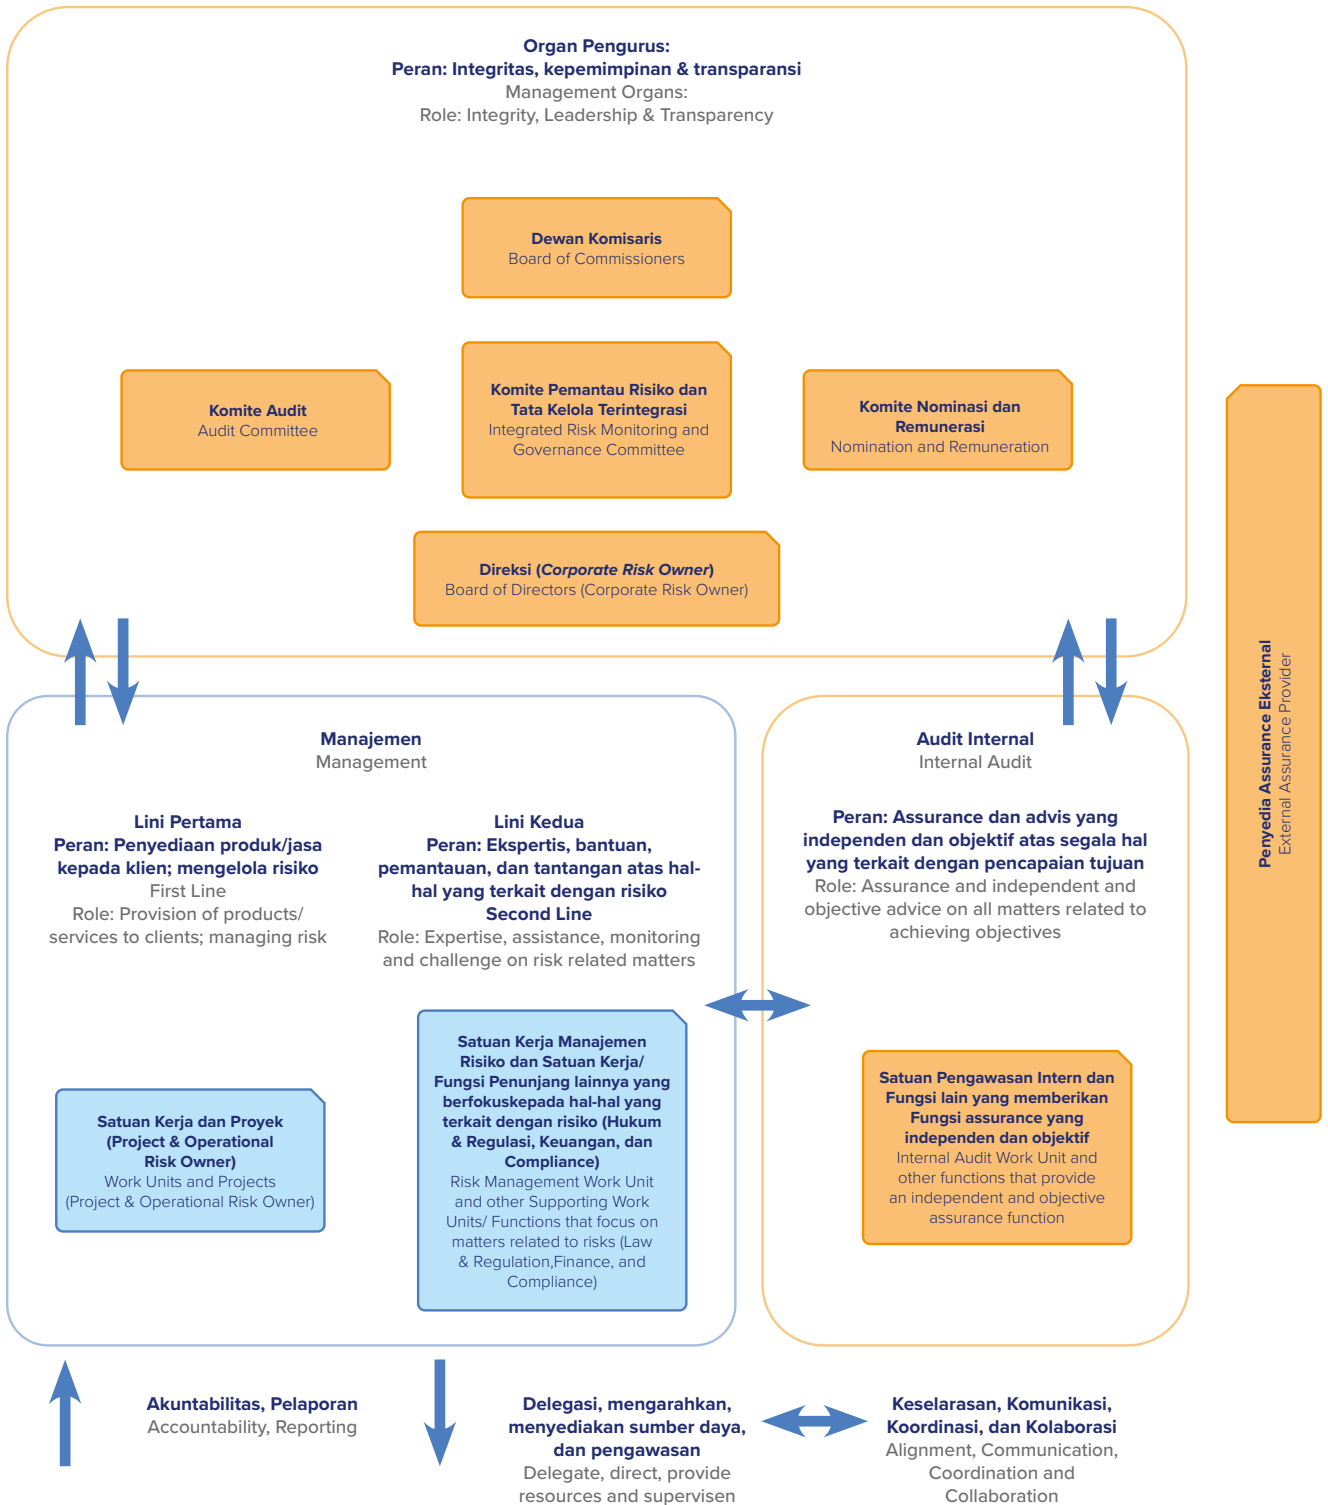 Organ Pengurus:
Peran: Integritas, kepemimpinan & transparansi
Management Organs:
Role: Integrity, Leadership & Transparency
Dewan Komisaris
Board of Commissioners
Komite Audit
Audit Committee
Komite Pemantau Risiko dan
Tata Kelola Terintegrasi
Integrated Risk Monitoring and
Governance Committee
Komite Nominasi dan
Remunerasi
Nomination and Remuneration
Direksi (Corporate Risk Owner)
Board of Directors (Corporate Risk Owner)
Penyedia Assurance Eksternal
External Assurance Provider
Manajemen
Management
Lini Pertama
Peran: Penyediaan produk/jasa
kepada klien; mengelola risiko
First Line
Role: Provision of products/
services to clients; managing risk
Lini Kedua
Peran: Ekspertis, bantuan,
pemantauan, dan tantangan atas hal-
hal yang terkait dengan risiko
Second Line
Role: Expertise, assistance, monitoring
and challenge on risk related matters
Satuan Kerja dan Proyek
(Project & Operational
Risk Owner)
Work Units and Projects
(Project & Operational Risk Owner)
Satuan Kerja Manajemen
Risiko dan Satuan Kerja/
Fungsi Penunjang lainnya yang
berfokuskepada hal-hal yang
terkait dengan risiko (Hukum
& Regulasi, Keuangan, dan
Compliance)
Risk Management Work Unit
and other Supporting Work
Units/ Functions that focus on
matters related to risks (Law
& Regulation,Finance, and
Compliance)
Audit Internal
Internal Audit
Peran: Assurance dan advis yang
independen dan objektif atas segala hal
yang terkait dengan pencapaian tujuan
Role: Assurance and independent and
objective advice on all matters related to
achieving objectives
Satuan Pengawasan Intern dan
Fungsi lain yang memberikan
Fungsi assurance yang
independen dan objektif
Internal Audit Work Unit and
other functions that provide
an independent and objective
assurance function
Akuntabilitas, Pelaporan
Accountability, Reporting
Delegasi, mengarahkan,
menyediakan sumber daya,
dan pengawasan
Delegate, direct, provide
resources and supervisen
Keselarasan, Komunikasi,
Koordinasi, dan Kolaborasi
Alignment, Communication,
Coordination and
Collaboration